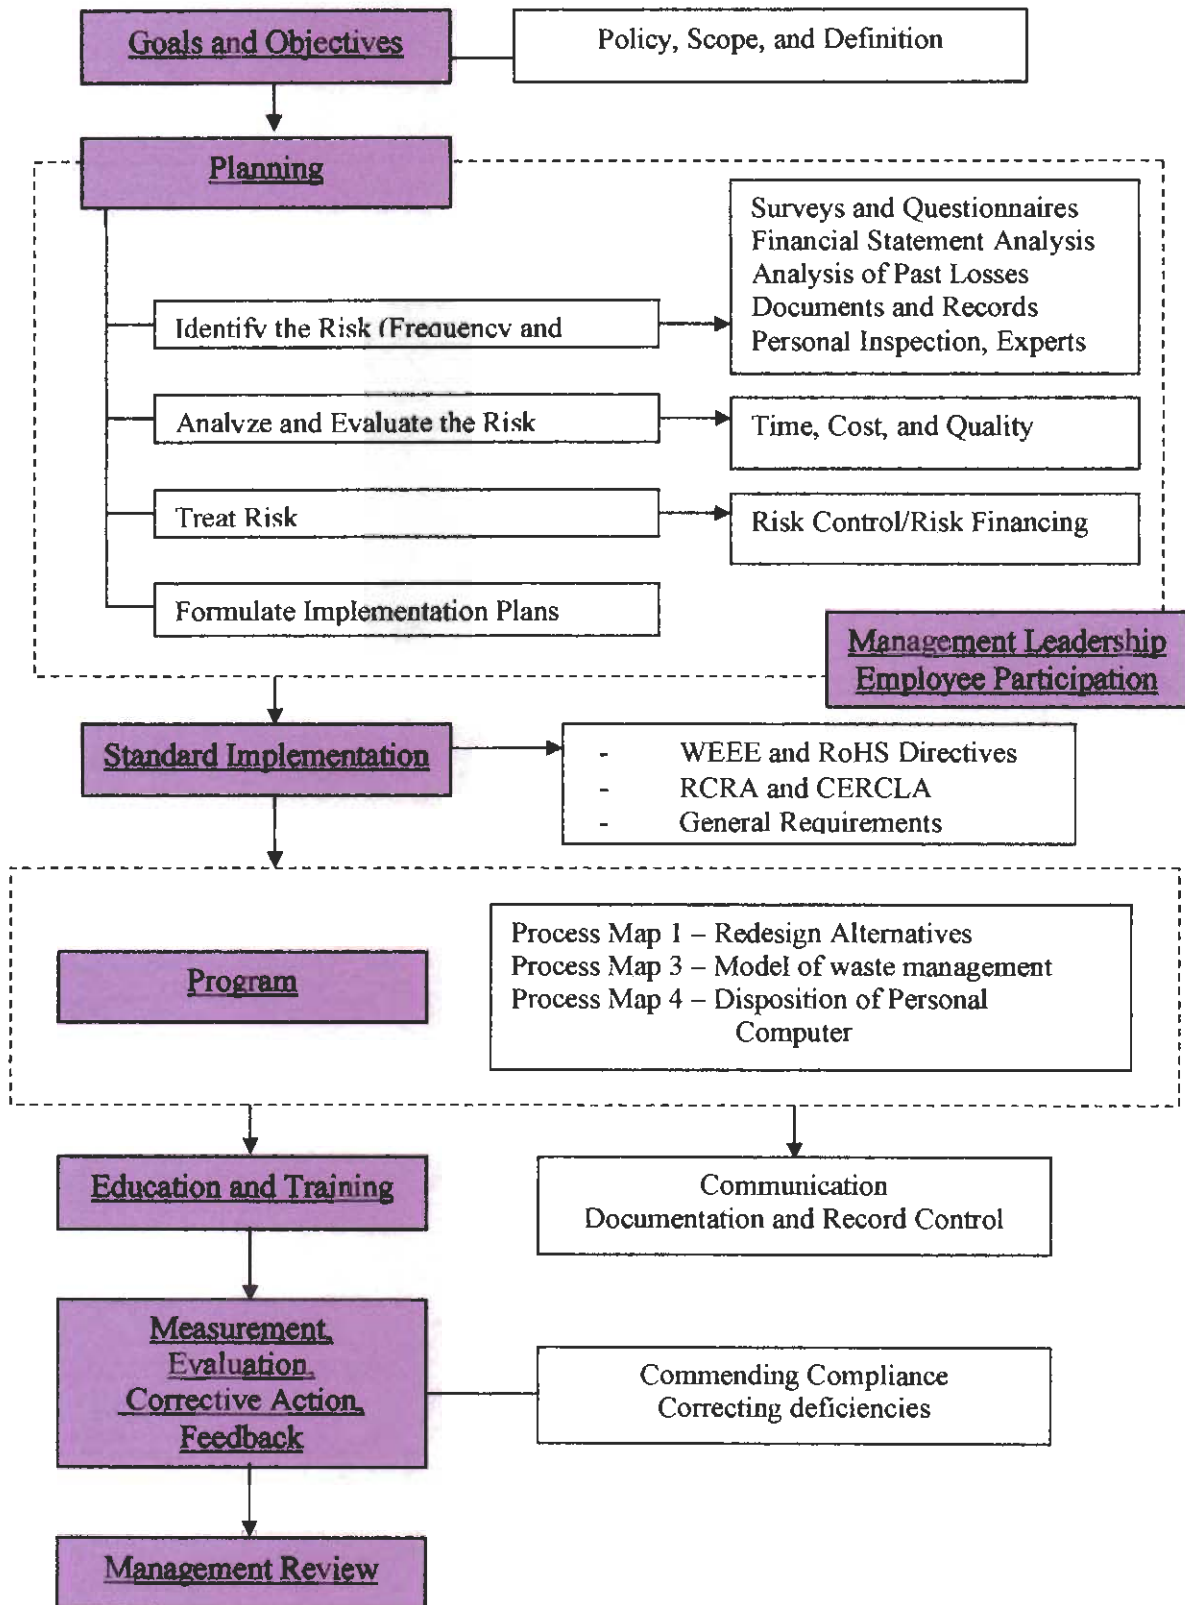 Goals and Objectives
Policy, Scope, and Definition
Planning
Surveys and Questionnaires
Financial Statement Analysis
Analysis of Past Losses
Documents and Records
Personal Inspection, Experts
Identify the Risk (Frequency and
Analyze and Evaluate the Risk
Time, Cost, and Quality
Treat Risk
Risk Control/Risk Financing
Formulate Implementation Plans
Management Leadership
Employee Participation
Standard Implementation
- WEEE and RoHS Directives
- RCRA and CERCLA
- General Requirements
Program
Process Map 1 – Redesign Alternatives
Process Map 3 – Model of waste management
Process Map 4 – Disposition of Personal
Computer
Education and Training
Communication
Documentation and Record Control
Measurement,
Evaluation,
Corrective Action,
Feedback
Commending Compliance
Correcting deficiencies
Management Review